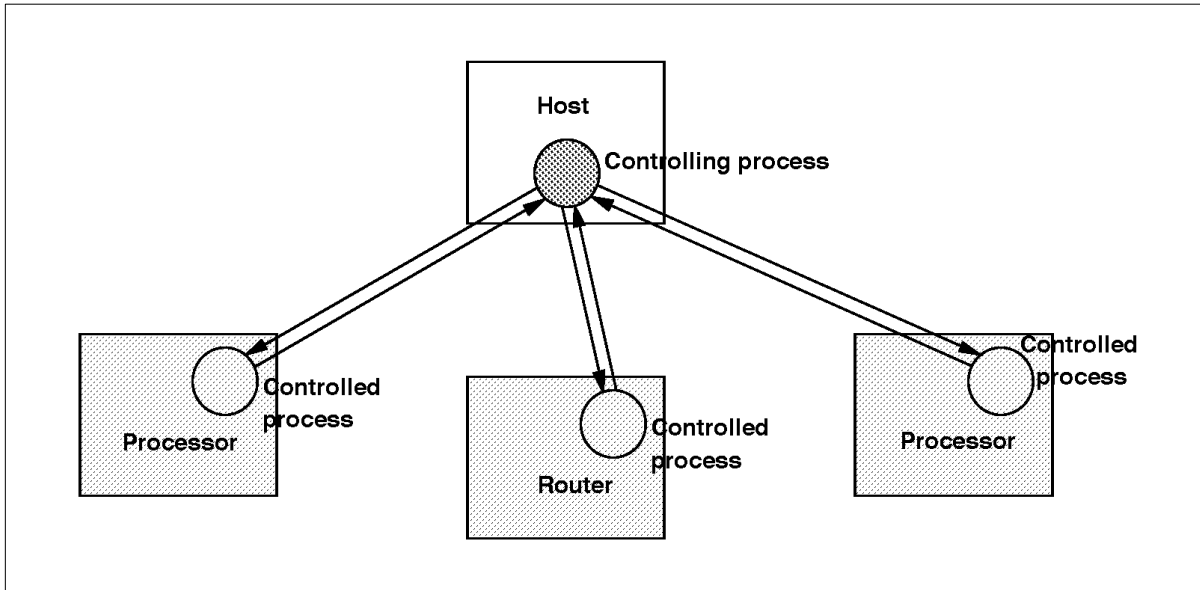 Host
Controlling process
Controlled
process
Processor
Controlled
process
Router
Controlled
process
Processor